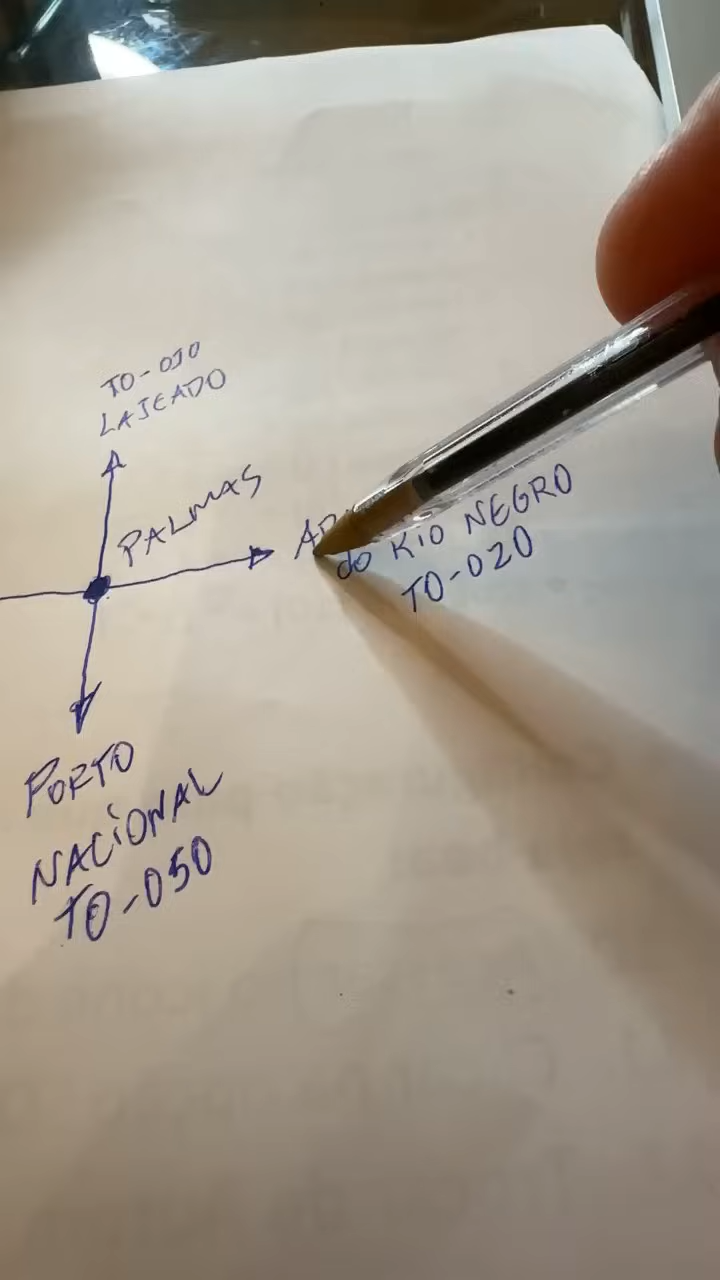 TO-010
LAJEADO
PALMAS
do RIO NEGRO
TO-020
PORTO
NACIONAL
TO-050